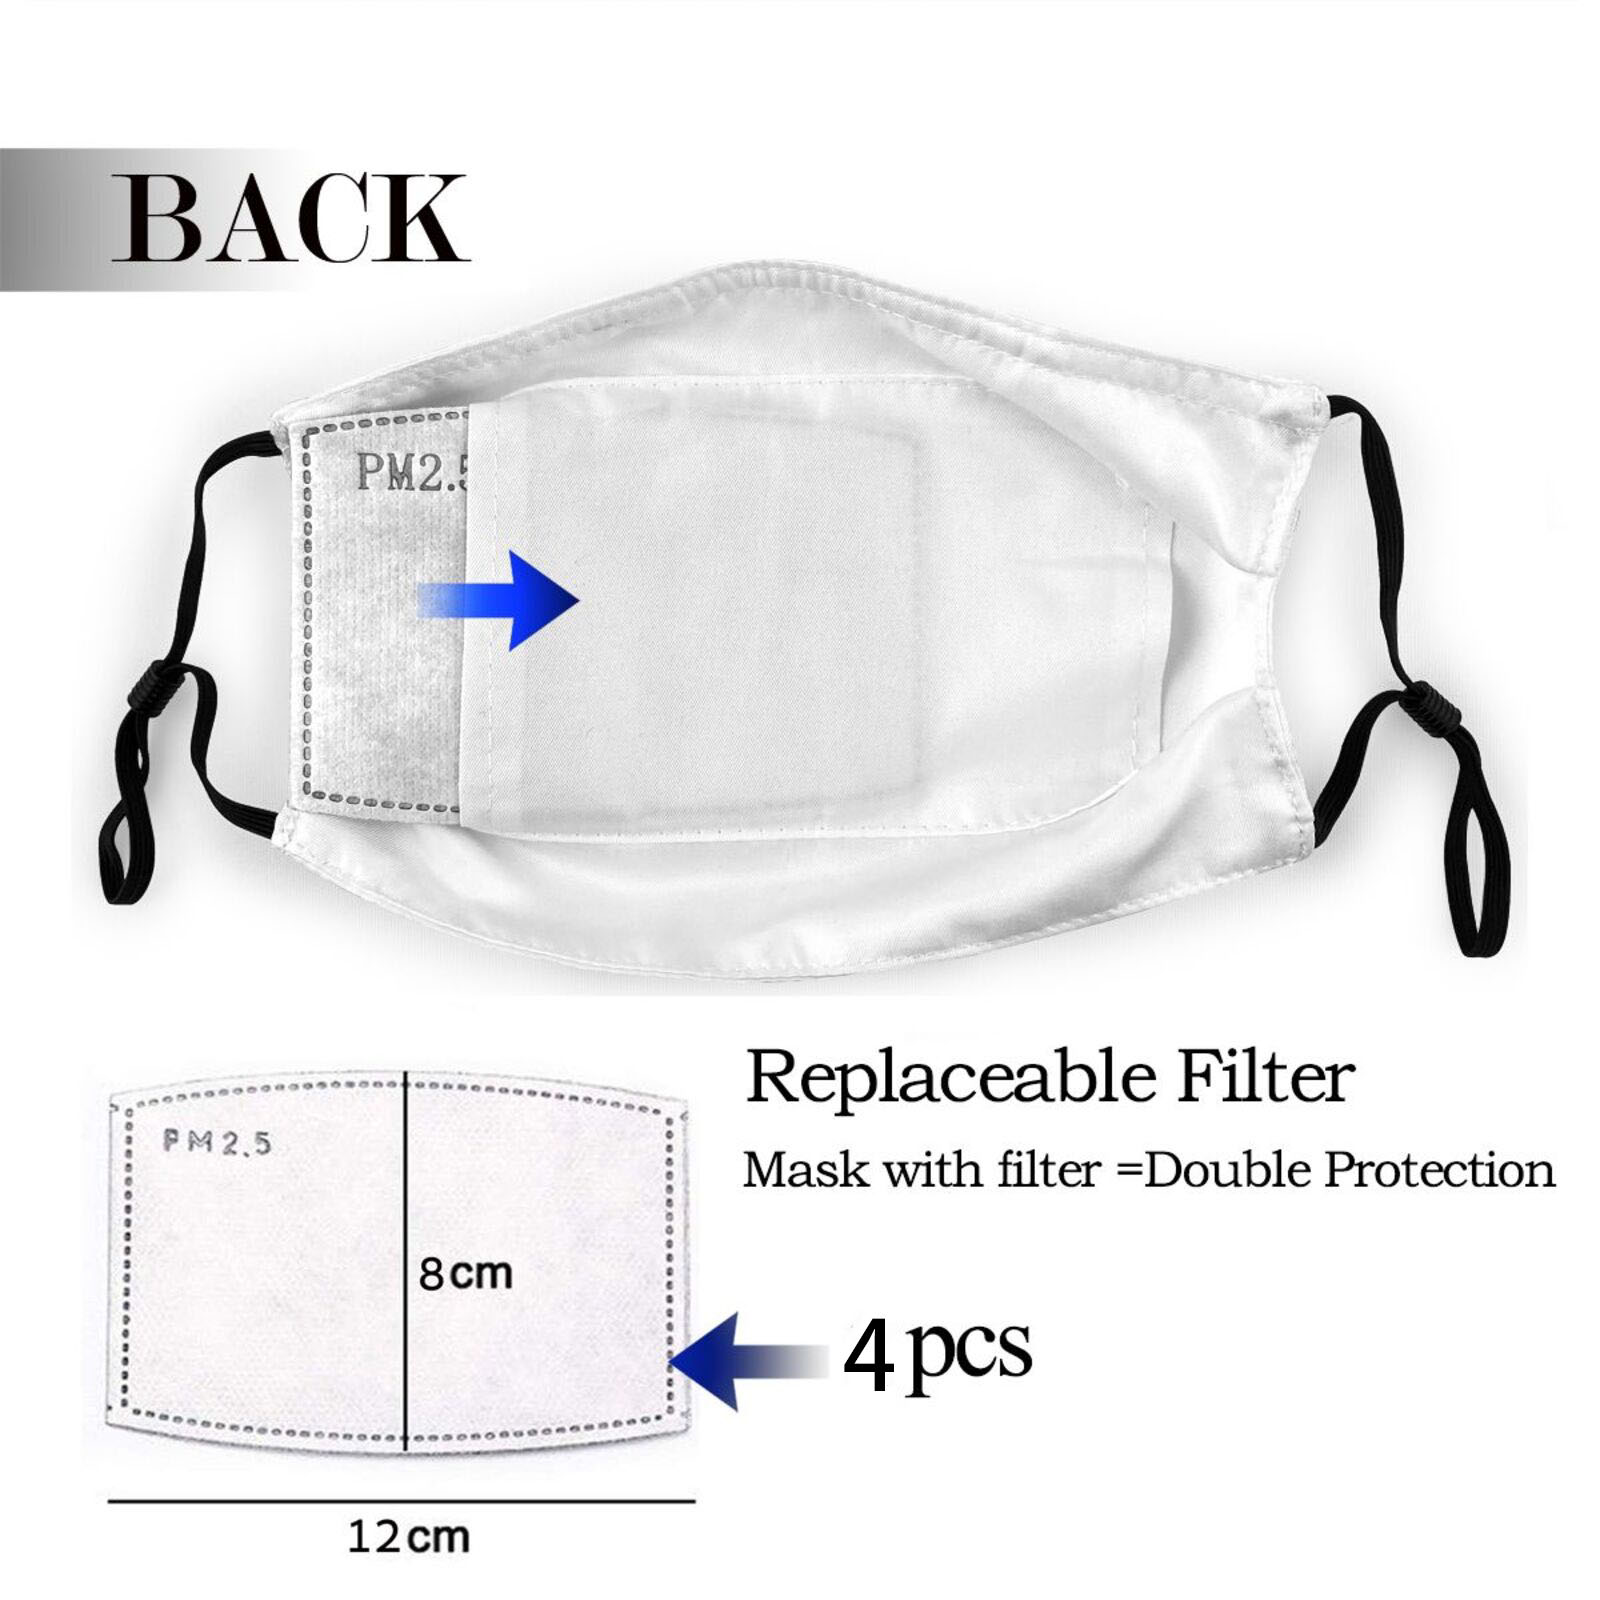 BACK
PM2.5
Replaceable Filter
Mask with filter =Double Protection
PM2.5
8cm
4pcs
12cm